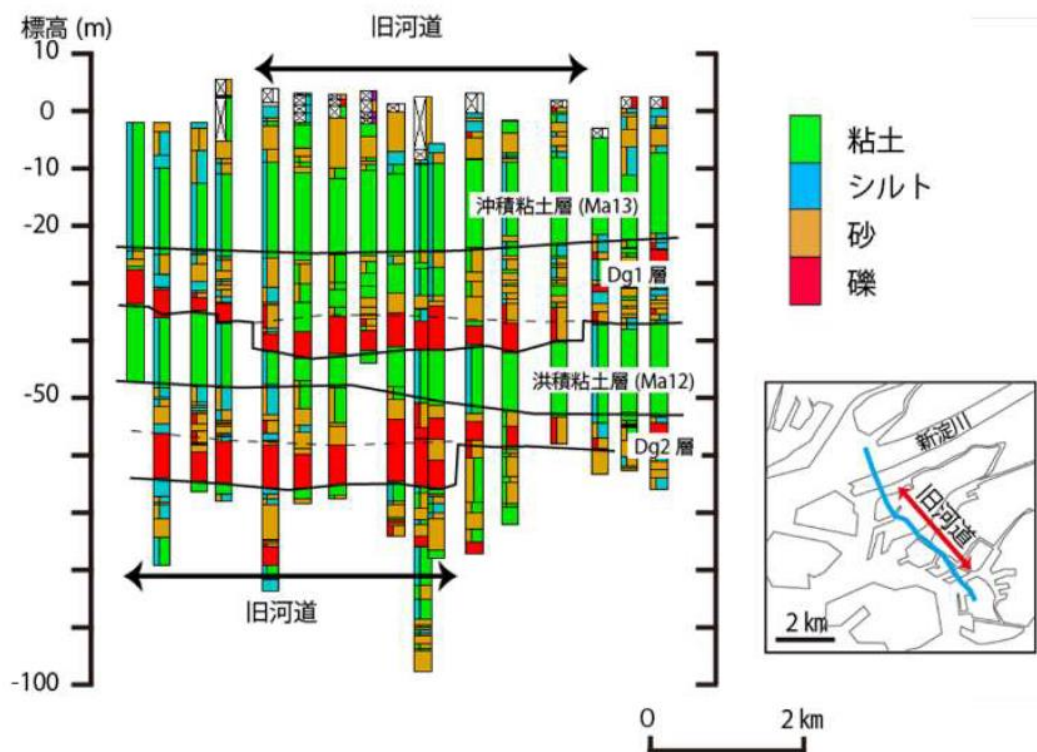 標高 (m)
旧河道
10
0
-10
-20
-50
-100
沖積粘土層 (Ma13)
Dg1 層
洪積粘土層 (Ma12)
Dg2 層
旧河道
粘土
シルト
砂
礫
新淀川
旧河道
2 km
0 2 km